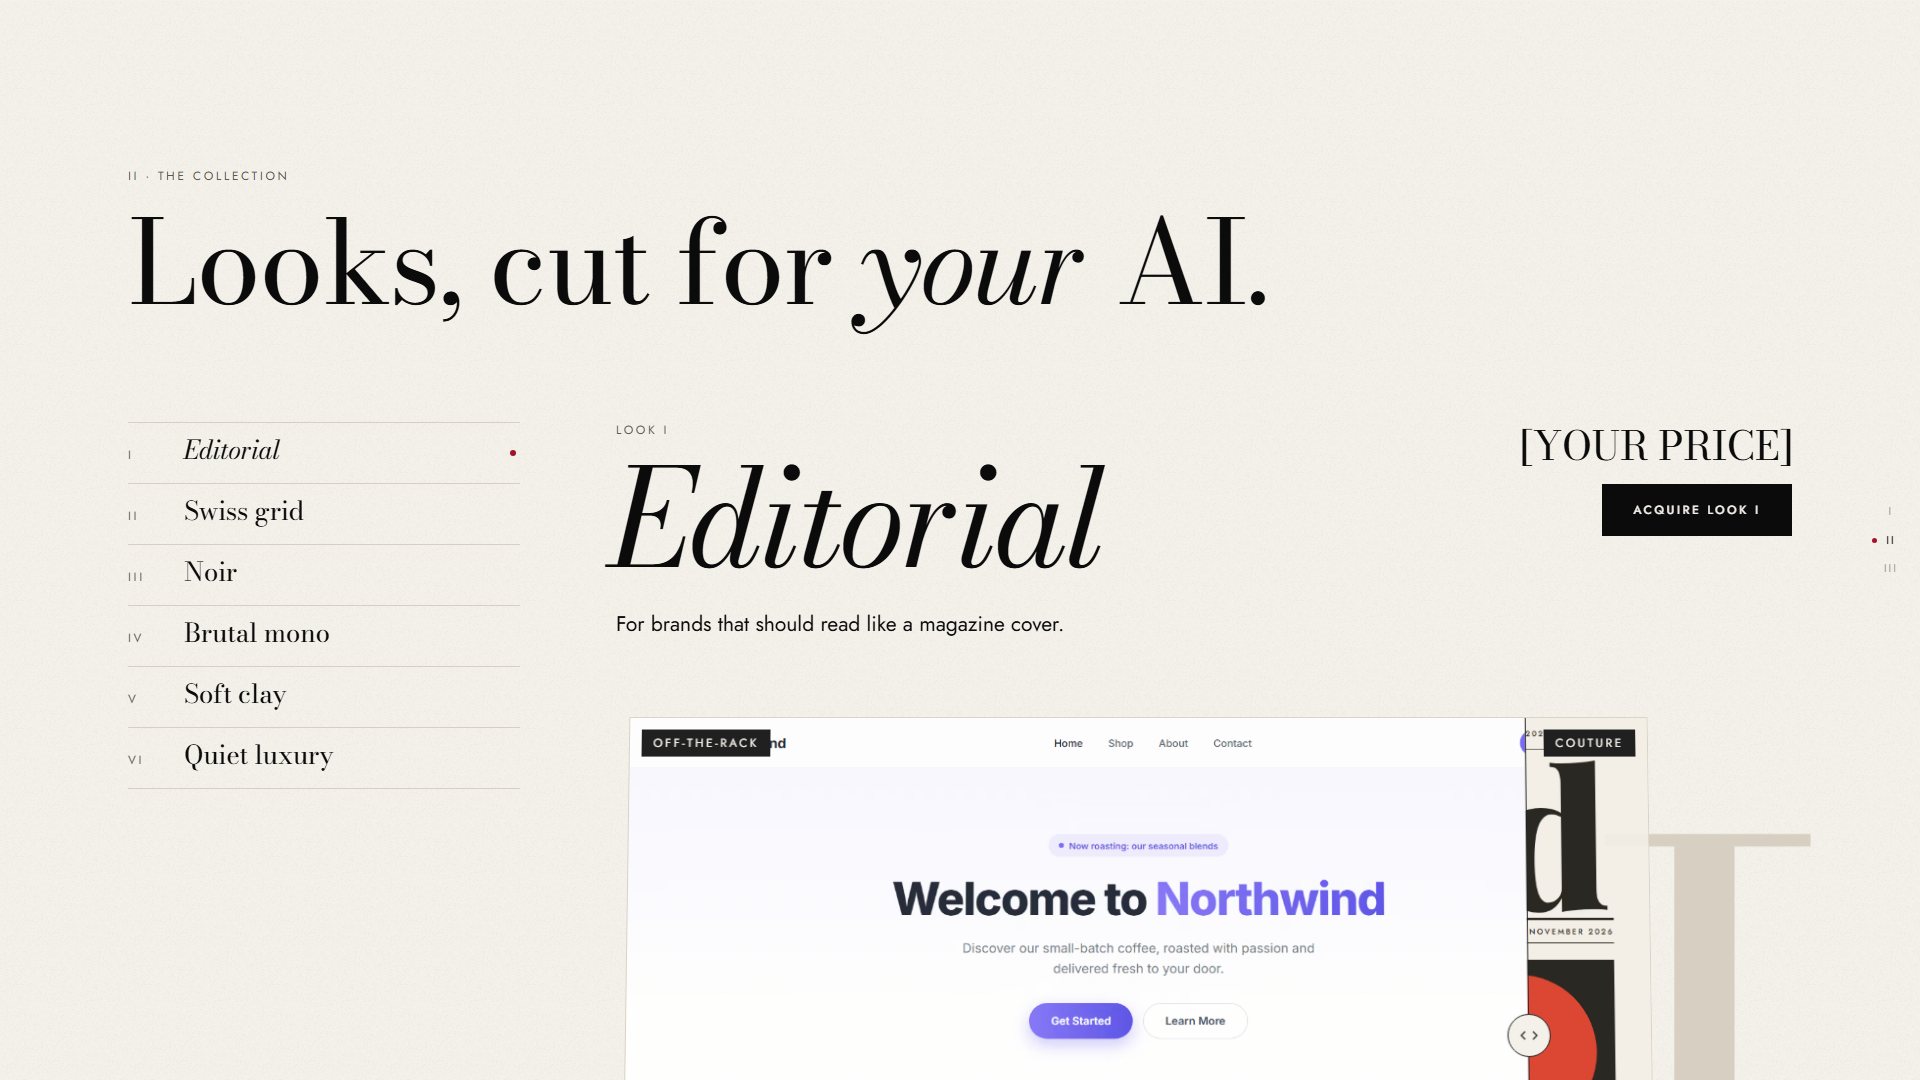 II · THE COLLECTION
Looks, cut for your AI.
I Editorial
II Swiss grid
III Noir
IV Brutal mono
V Soft clay
VI Quiet luxury
LOOK I
Editorial
For brands that should read like a magazine cover.
[YOUR PRICE]
ACQUIRE LOOK I
I
II
III
OFF-THE-RACK
nd
Home Shop About Contact
202
COUTURE
Now roasting: our seasonal blends
Welcome to Northwind
Discover our small-batch coffee, roasted with passion and
delivered fresh to your door.
Get Started Learn More
d
NOVEMBER 2026
I